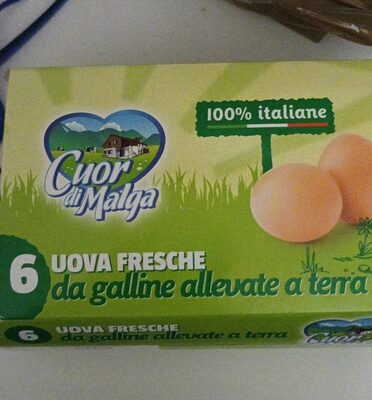 100% italiane
Cuor
di Malga
6 UOVA FRESCHE
da galline allevate a terra
6 UOVA FRESCHE
da galline allevate a terra
Cuor